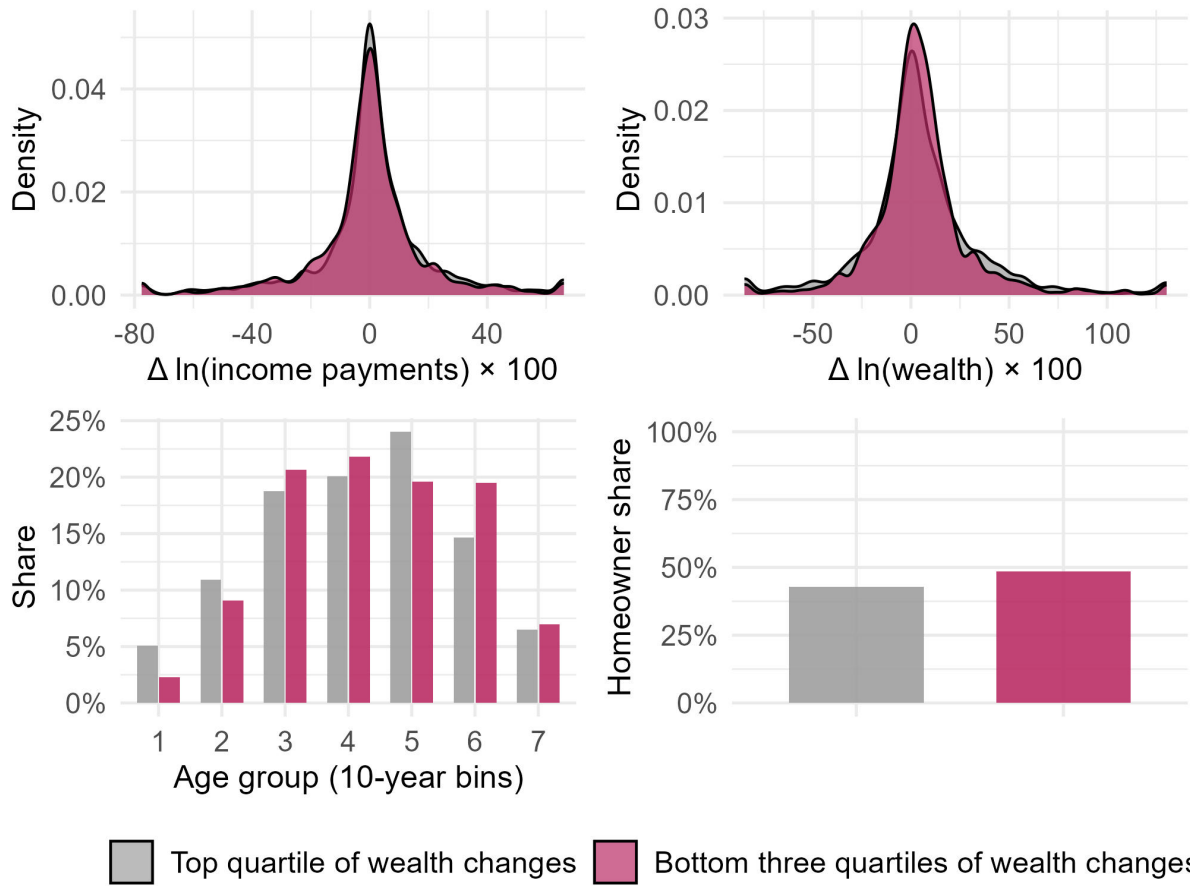 Density
0.04
0.02
0.00
-80 -40 0 40
Δ ln(income payments) × 100
Density
0.03
0.02
0.01
0.00
-50 0 50 100
Δ ln(wealth) × 100
Share
25%
20%
15%
10%
5%
0%
1 2 3 4 5 6 7
Age group (10-year bins)
Homeowner share
100%
75%
50%
25%
0%
Top quartile of wealth changes
Bottom three quartiles of wealth changes